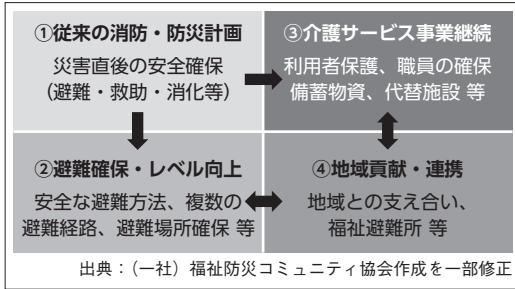 ①従来の消防・防災計画
災害直後の安全確保
(避難・救助・消化等)
③介護サービス事業継続
利用者保護、職員の確保
備蓄物資、代替施設 等
②避難確保・レベル向上
安全な避難方法、複数の
避難経路、避難場所確保 等
④地域貢献・連携
地域との支え合い、
福祉避難所 等
出典：(一社) 福祉防災コミュニティ協会作成を一部修正